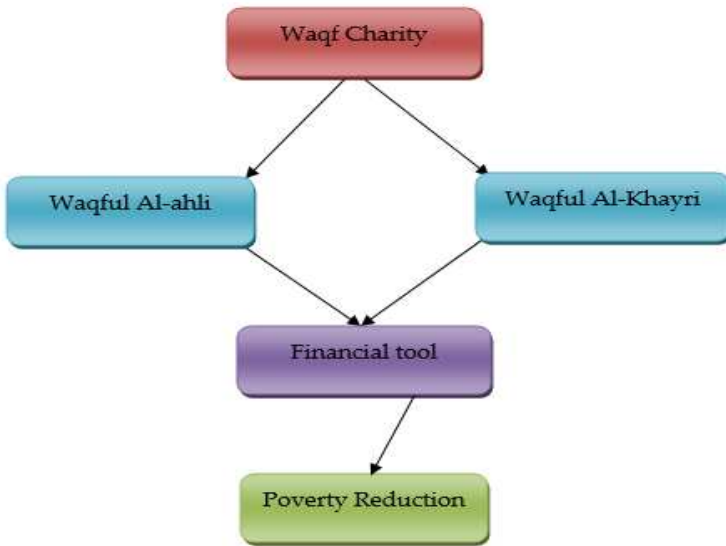 Waqf Charity
Waqful Al-ahli
Waqful Al-Khayri
Financial tool
Poverty Reduction